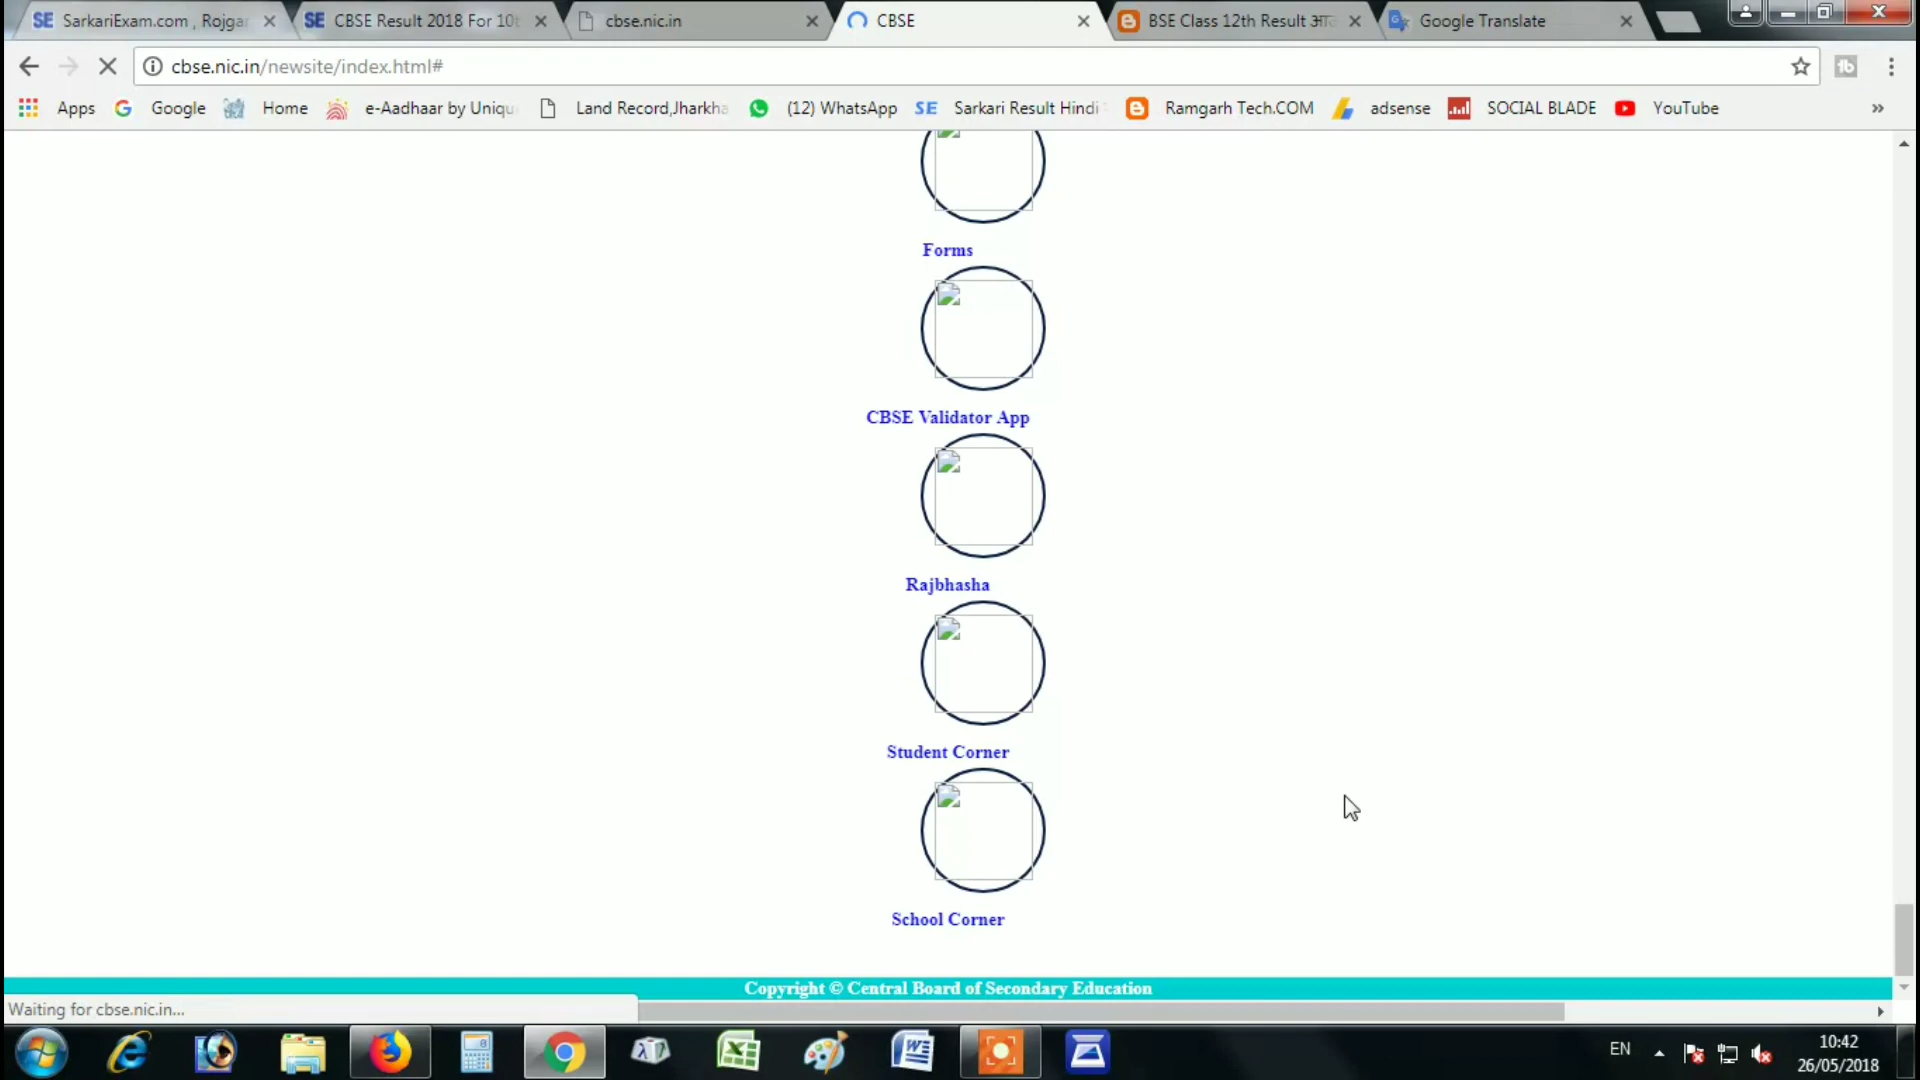 SarkariExam.com , Rojgar
CBSE Result 2018 For 10t
cbse.nic.in
CBSE
BSE Class 12th Result
Google Translate
cbse.nic.in/newsite/index.html#
Apps
Google
Home
e-Aadhaar by Uniqu
Land Record,Jharkha
(12) WhatsApp
SE
Sarkari Result Hindi
Ramgarh Tech.COM
adsense
SOCIAL BLADE
YouTube
»
Forms
CBSE Validator App
Rajbhasha
Student Corner
School Corner
Copyright © Central Board of Secondary Education
Waiting for cbse.nic.in...
EN
10:42
26/05/2018